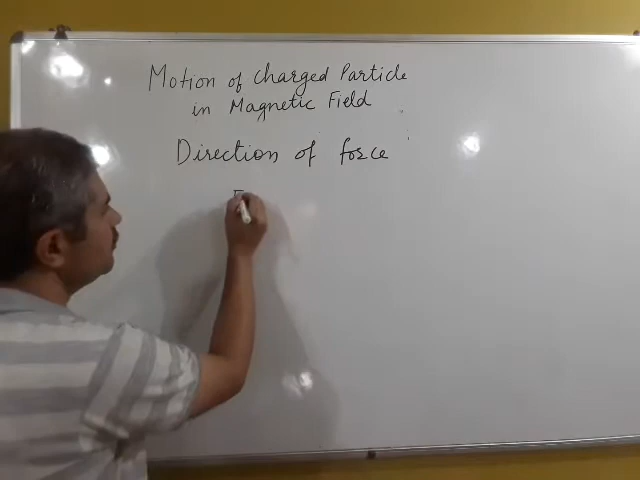 Motion of Charged Particle
in Magnetic Field
Direction of force
F